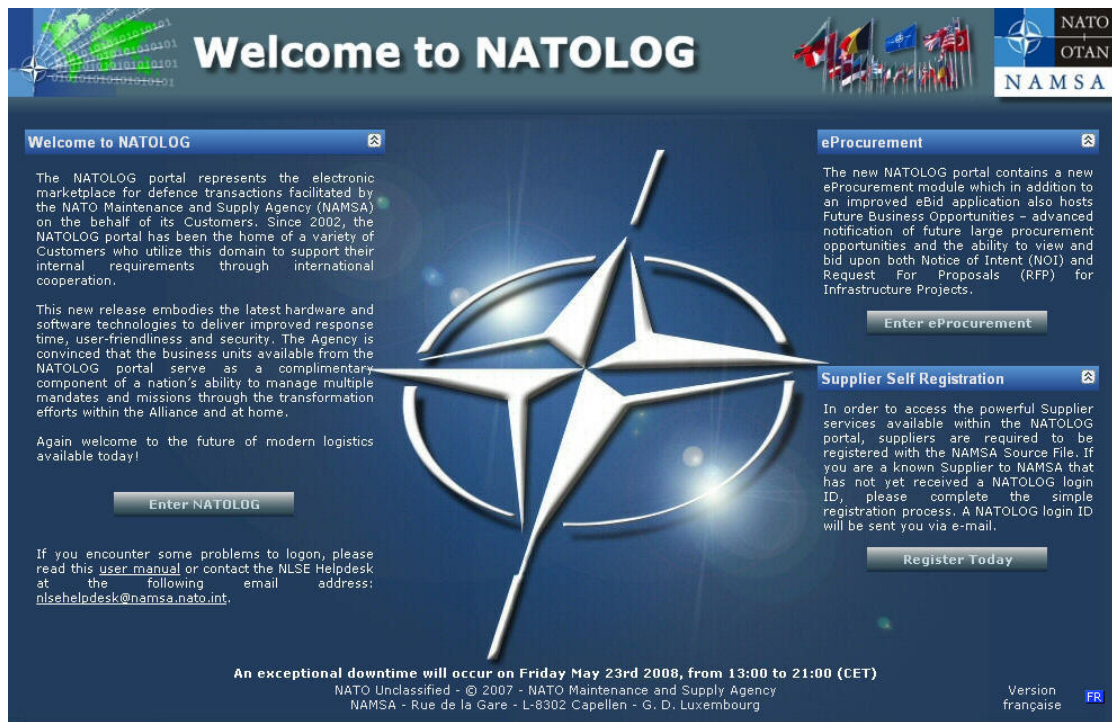 Welcome to NATOLOG
NATO
OTAN
NAMSA
Welcome to NATOLOG
The NATOLOG portal represents the electronic
marketplace for defence transactions facilitated by
the NATO Maintenance and Supply Agency (NAMSA)
on the behalf of its Customers. Since 2002, the
NATOLOG portal has been the home of a variety of
Customers who utilize this domain to support their
internal requirements through international
cooperation.
This new release embodies the latest hardware and
software technologies to deliver improved response
time, user-friendliness and security. The Agency is
convinced that the business units available from the
NATOLOG portal serve as a complimentary
component of a nation's ability to manage multiple
mandates and missions through the transformation
efforts within the Alliance and at home.
Again welcome to the future of modern logistics
available today!
Enter NATOLOG
If you encounter some problems to logon, please
read this user manual or contact the NLSE Helpdesk
at the following email address:
nlsehelpdesk@namsa.nato.int.
eProcurement
The new NATOLOG portal contains a new
eProcurement module which in addition to
an improved eBid application also hosts
Future Business Opportunities – advanced
notification of future large procurement
opportunities and the ability to view and
bid upon both Notice of Intent (NOI) and
Request For Proposals (RFP) for
Infrastructure Projects.
Enter eProcurement
Supplier Self Registration
In order to access the powerful Supplier
services available within the NATOLOG
portal, suppliers are required to be
registered with the NAMSA Source File. If
you are a known Supplier to NAMSA that
has not yet received a NATOLOG login
ID, please complete the simple
registration process. A NATOLOG login ID
will be sent you via e-mail.
Register Today
An exceptional downtime will occur on Friday May 23rd 2008, from 13:00 to 21:00 (CET)
NATO Unclassified - © 2007 - NATO Maintenance and Supply Agency
NAMSA - Rue de la Gare - L-8302 Capellen - G. D. Luxembourg
Version
française
FR